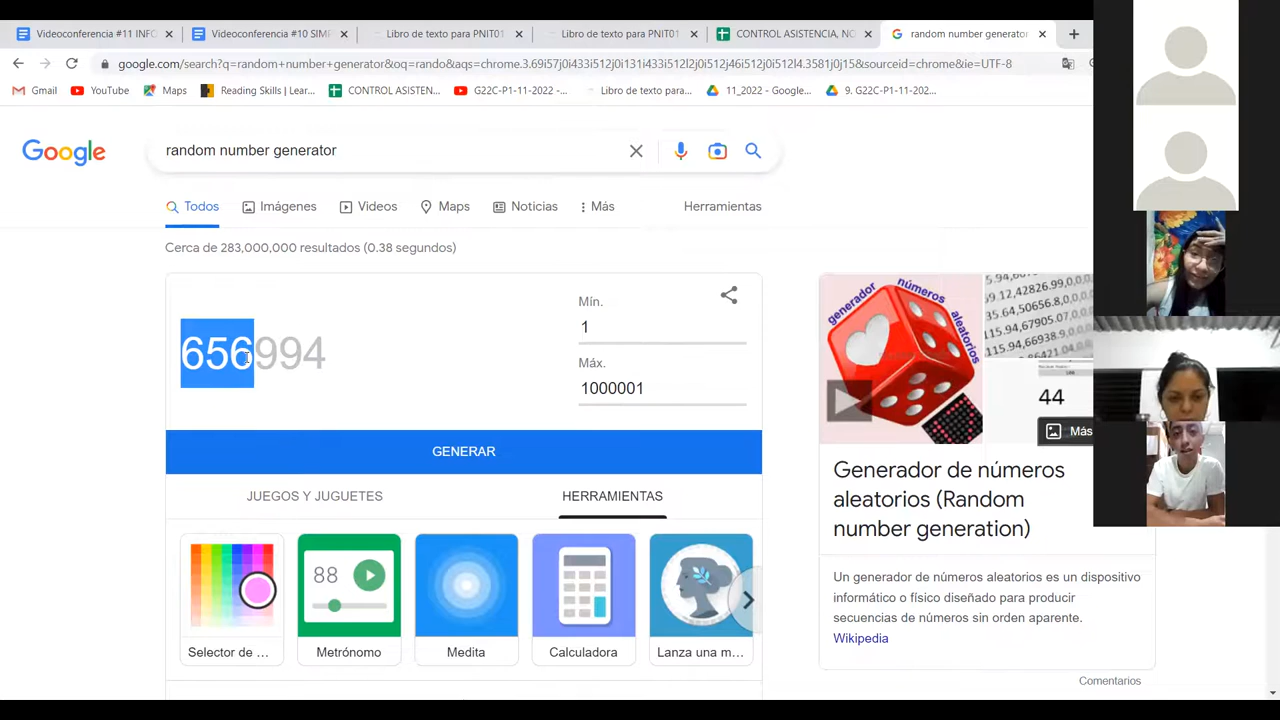 Videoconferencia #11 INFO
Videoconferencia #10 SIMP
Libro de texto para PNIT01
Libro de texto para PNIT01
CONTROL ASISTENCIA, NO
random number generator
google.com/search?q=random+number+generator&oq=rando&aqs=chrome.3.69i57j0i433i512j0i131i433i512l2j0i512j46i512j0i512l4.3581j0j15&sourceid=chrome&ie=UTF-8
Gmail
YouTube
Maps
Reading Skills | Lear...
CONTROL ASISTEN...
G22C-P1-11-2022 -...
Libro de texto para...
11_2022 - Google...
9. G22C-P1-11-202...
Google
random number generator
Todos
Imágenes
Videos
Maps
Noticias
Más
Herramientas
Cerca de 283,000,000 resultados (0.38 segundos)
656994
Mín.
1
Máx.
1000001
GENERAR
JUEGOS Y JUGUETES
HERRAMIENTAS
88
Selector de ...
Metrónomo
Medita
Calculadora
Lanza una m...
generador números aleatorios
44
Más
Generador de números
aleatorios (Random
number generation)
Un generador de números aleatorios es un dispositivo
informático o físico diseñado para producir
secuencias de números sin orden aparente.
Wikipedia
Comentarios